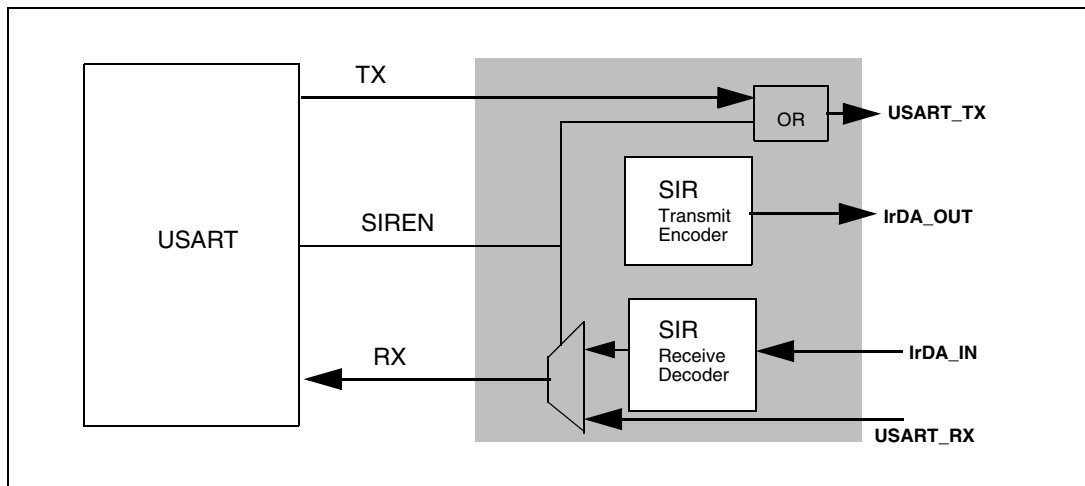 TX
OR
USART_TX
SIR
Transmit
Encoder
IrDA_OUT
USART
SIREN
SIR
Receive
Decoder
IrDA_IN
RX
USART_RX